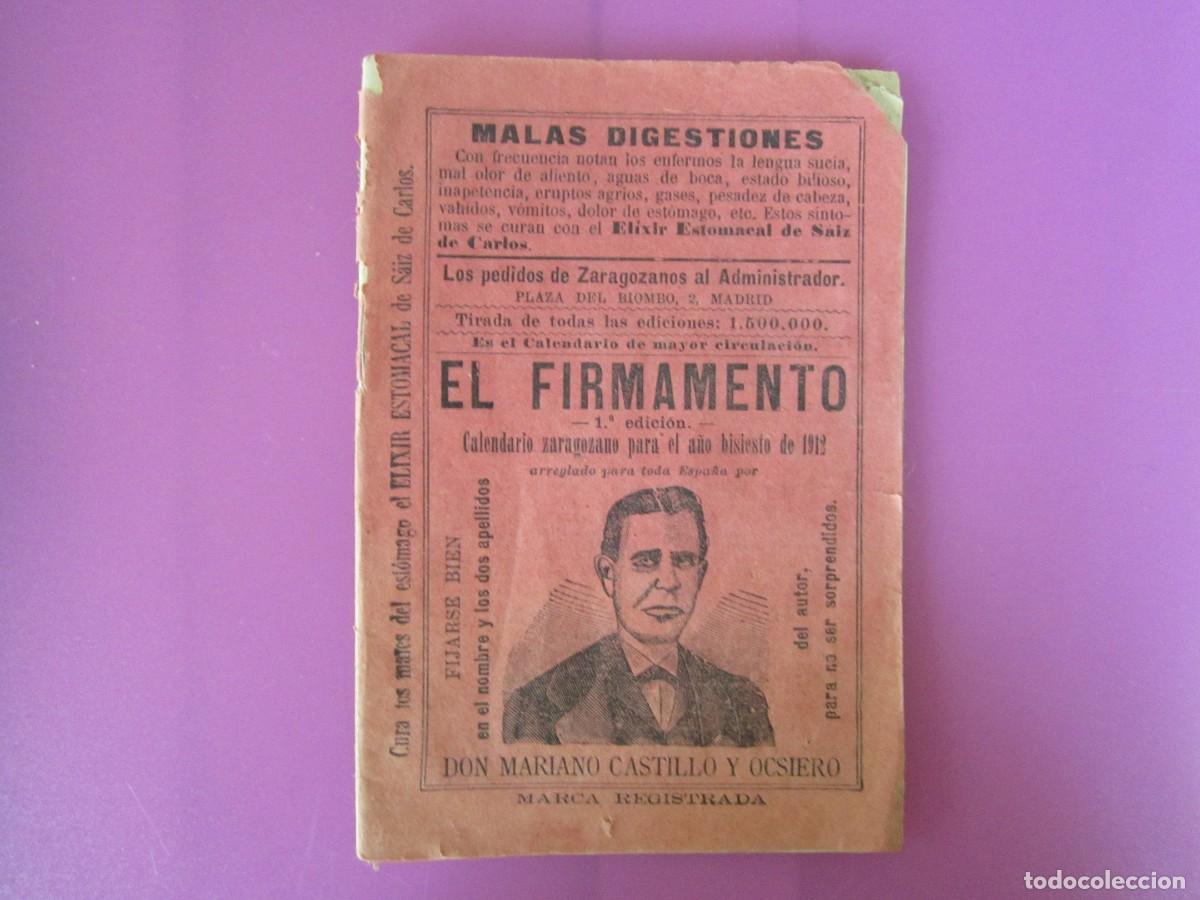 MALAS DIGESTIONES
Con frecuencia notan los enfermos la lengua sucia,
mal olor de aliento, aguas de boca, estado bilioso,
inapetencia, eruptos agrios, gases, pesadez de cabeza,
vahídos, vómitos, dolor de estómago, etc. Estos sínto-
mas se curan con el Elíxir Estomacal de Saiz
de Carlos.
Los pedidos de Zaragozanos al Administrador.
PLAZA DEL BIOMBO, 2, MADRID
Tirada de todas las ediciones: 1.500.000.
Es el Calendario de mayor circulación.
EL FIRMAMENTO
— 1.ª edición. —
Calendario zaragozano para el año bisiesto de 1912
arreglado para toda España por
FIJARSE BIEN
en el nombre y los dos apellidos
del autor,
para no ser sorprendidos.
DON MARIANO CASTILLO Y OCSIERO
MARCA REGISTRADA
Cura los males del estómago el ELIXIR ESTOMACAL de Sáiz de Carlos.
todocoleccion